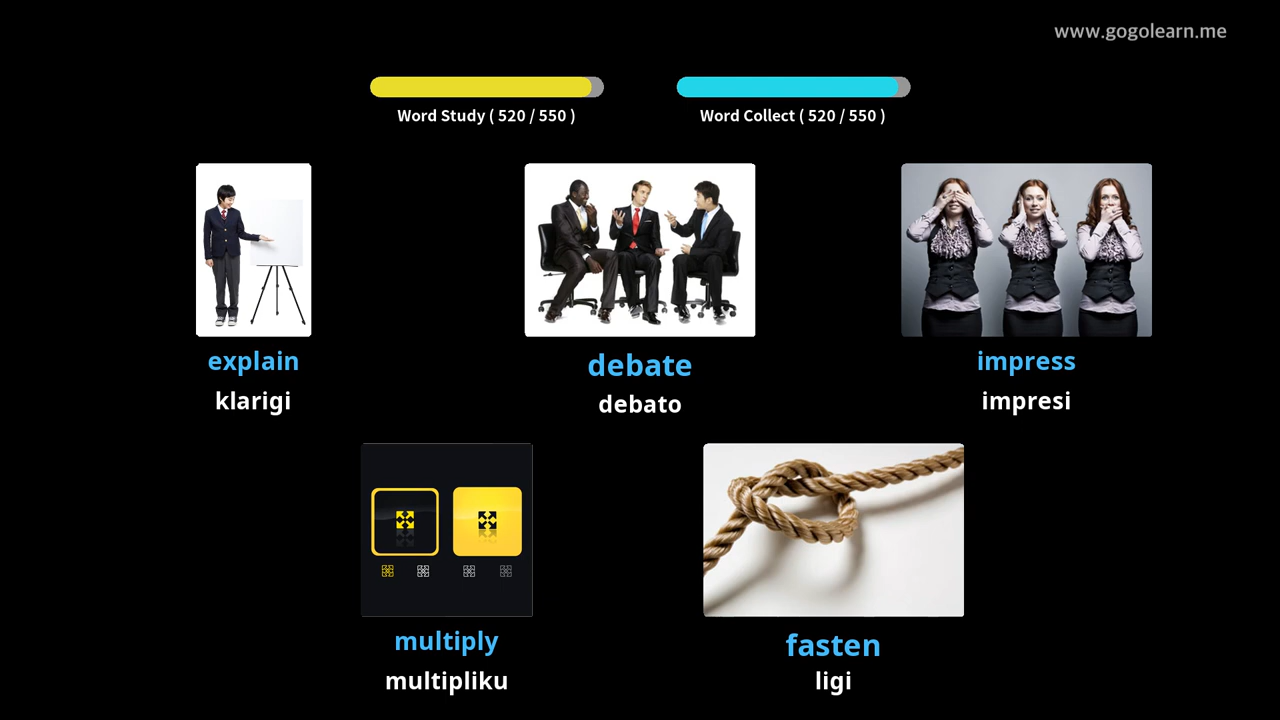 www.gogolearn.me
Word Study ( 520 / 550 )
Word Collect ( 520 / 550 )
explain
klarigi
debate
debato
impress
impresi
multiply
multipliku
fasten
ligi